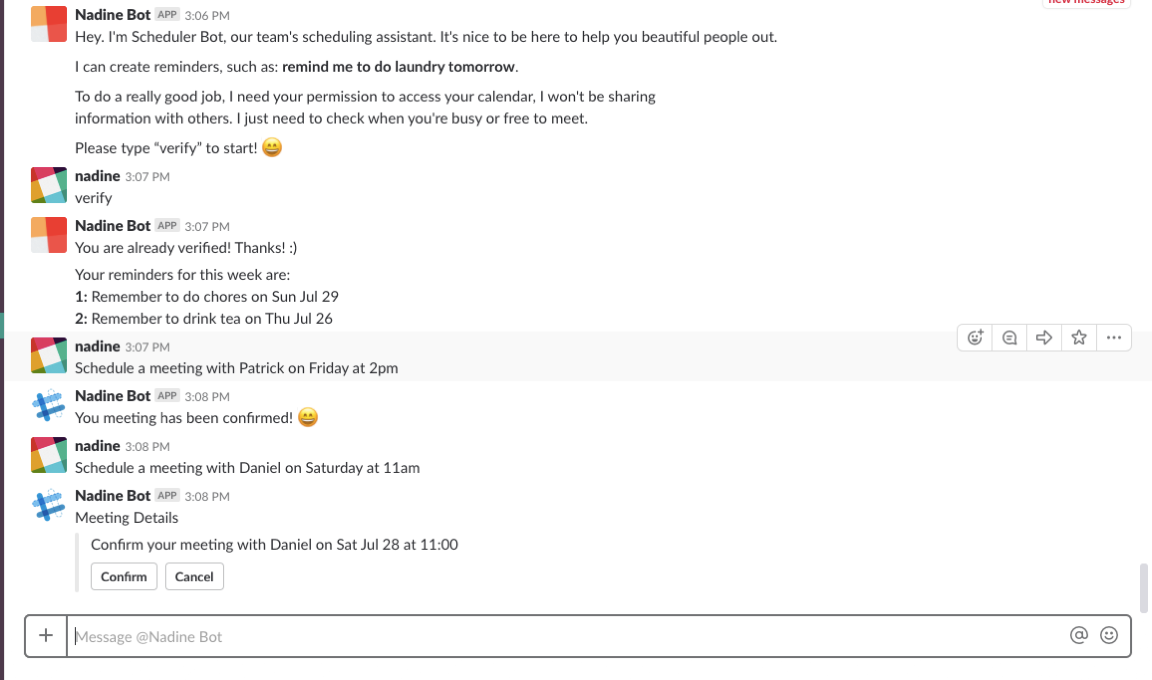 new messages
Nadine Bot APP 3:06 PM
Hey. I'm Scheduler Bot, our team's scheduling assistant. It's nice to be here to help you beautiful people out.
I can create reminders, such as: remind me to do laundry tomorrow.
To do a really good job, I need your permission to access your calendar, I won't be sharing
information with others. I just need to check when you're busy or free to meet.
Please type “verify” to start! 😄
nadine 3:07 PM
verify
Nadine Bot APP 3:07 PM
You are already verified! Thanks! :)
Your reminders for this week are:
1: Remember to do chores on Sun Jul 29
2: Remember to drink tea on Thu Jul 26
nadine 3:07 PM
Schedule a meeting with Patrick on Friday at 2pm
Nadine Bot APP 3:08 PM
You meeting has been confirmed! 😄
nadine 3:08 PM
Schedule a meeting with Daniel on Saturday at 11am
Nadine Bot APP 3:08 PM
Meeting Details
Confirm your meeting with Daniel on Sat Jul 28 at 11:00
Confirm Cancel
Message @Nadine Bot